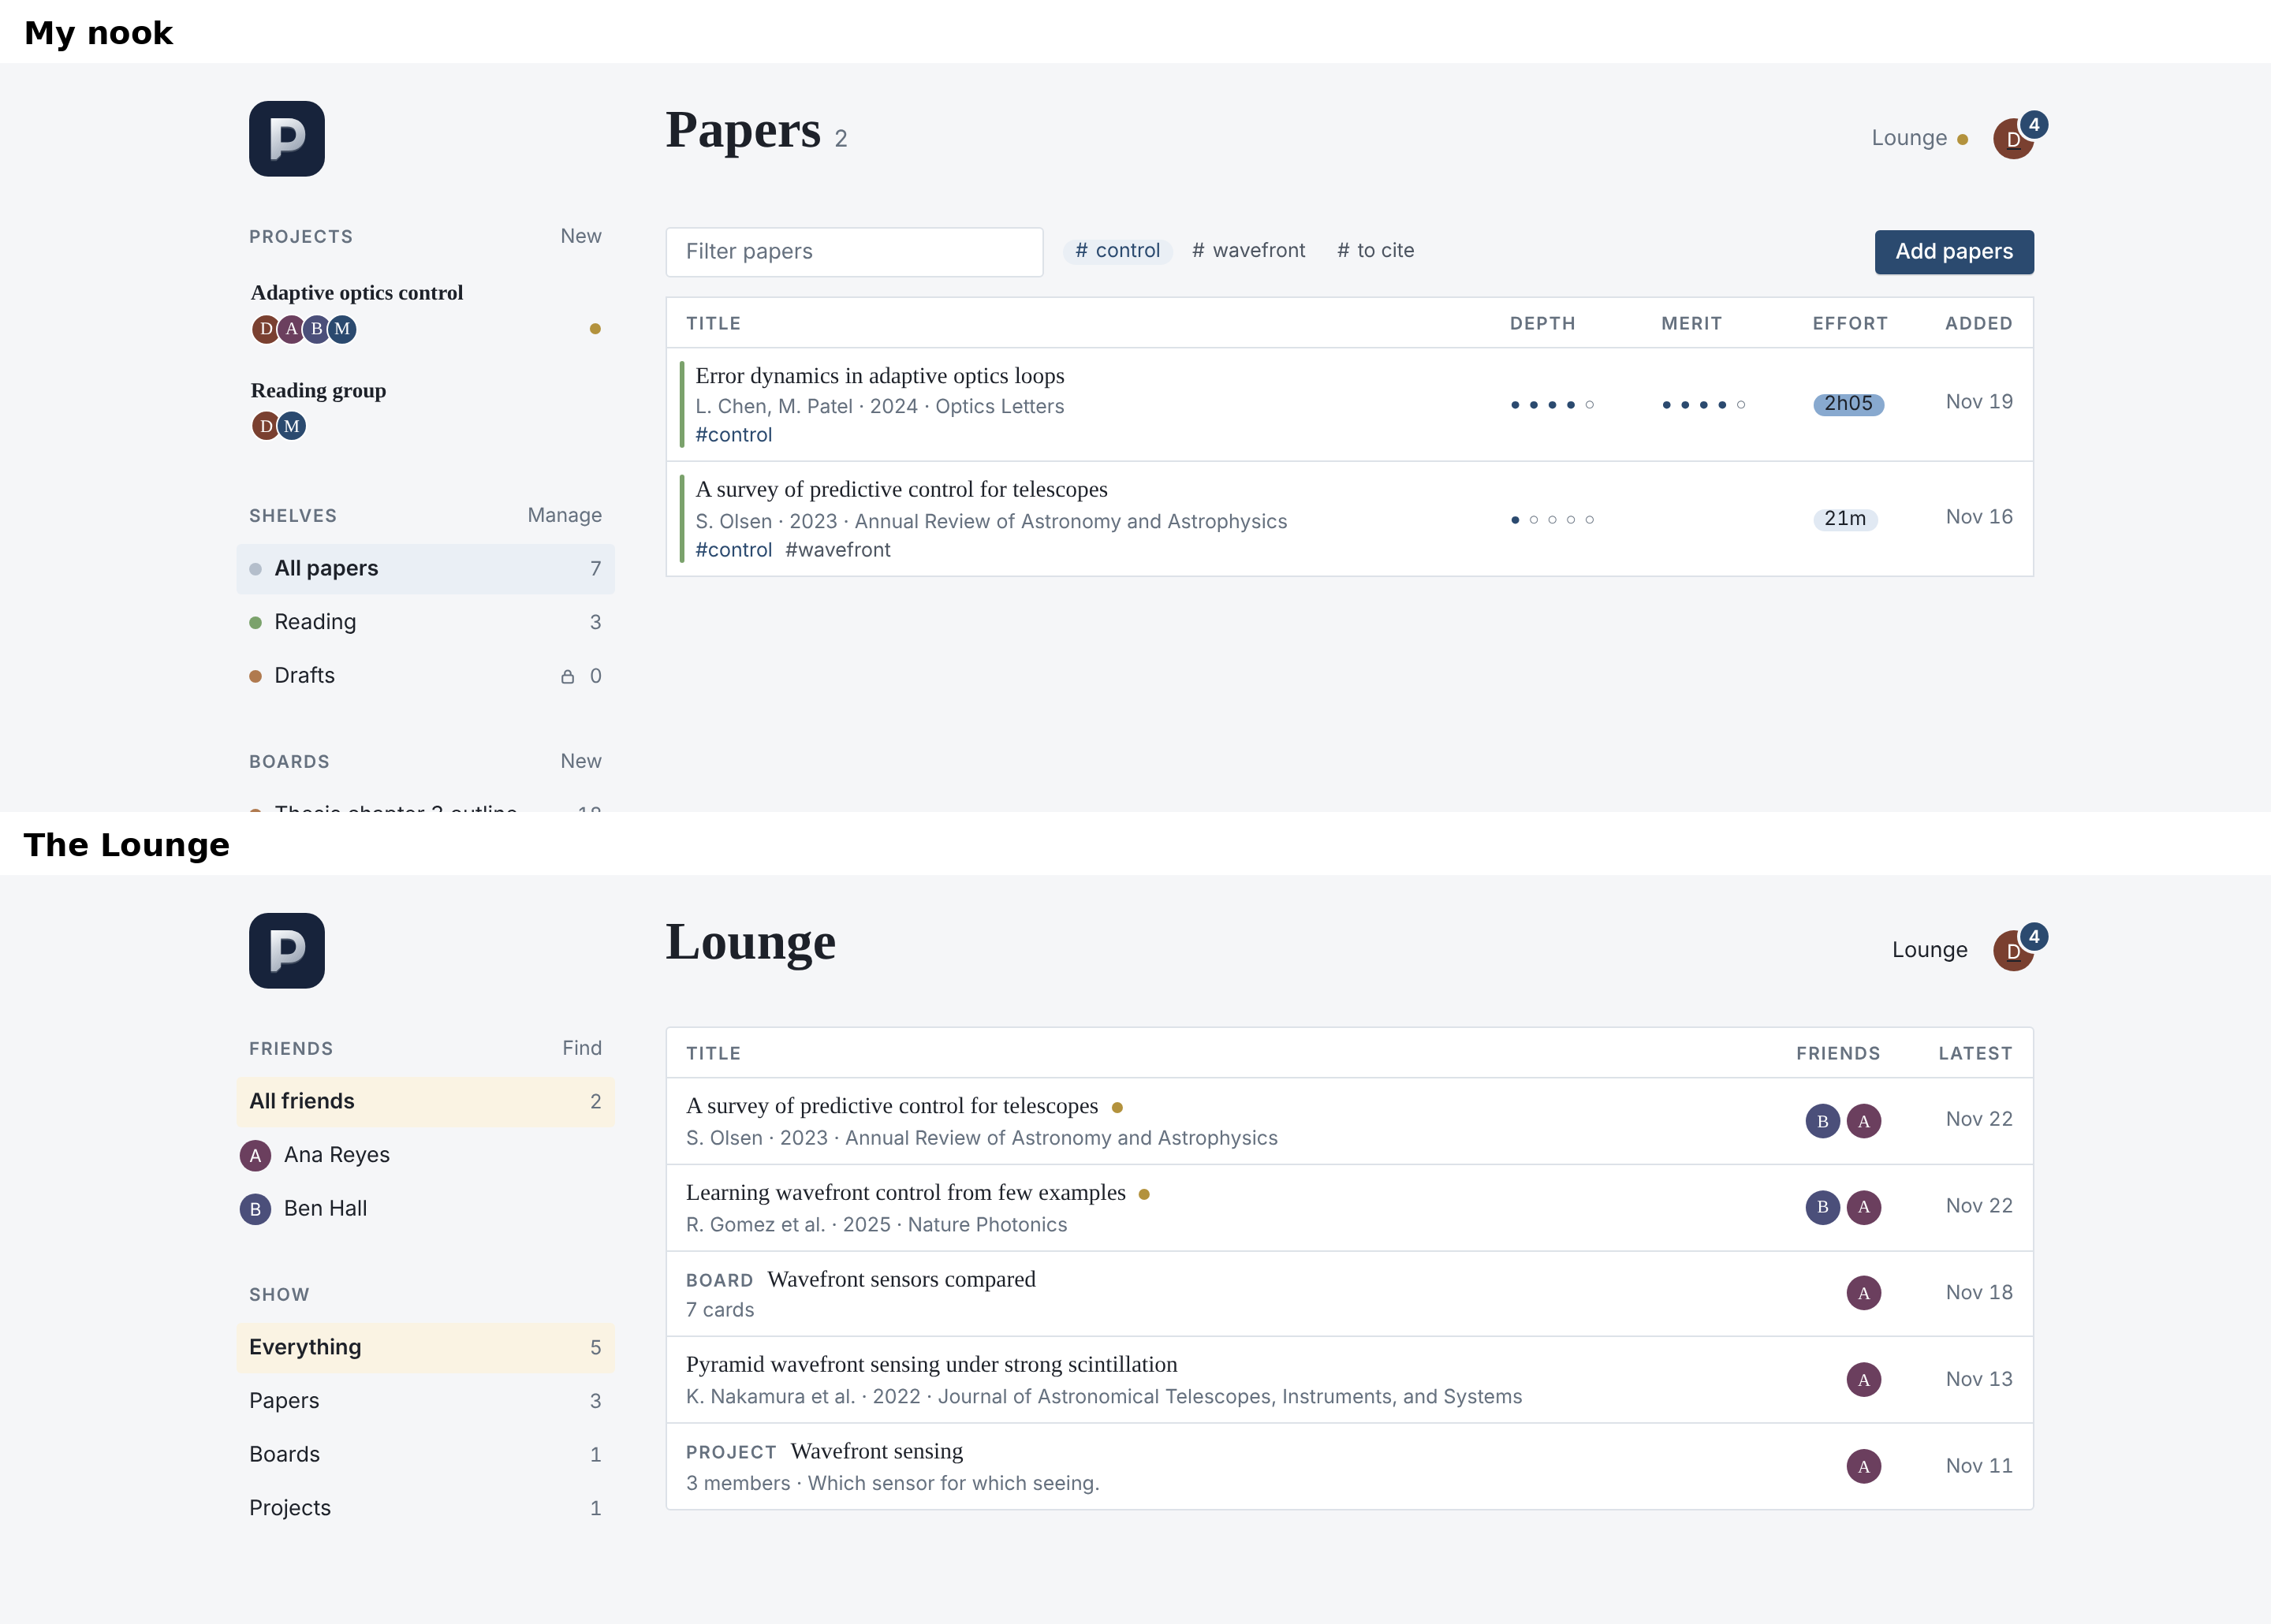 My nook
P
Papers 2
Lounge
D
4
PROJECTS New
Adaptive optics control
D A B M
Reading group
D M
SHELVES Manage
All papers 7
Reading 3
Drafts 0
BOARDS New
Thesis chapter 2 outline 18
Filter papers
# control # wavefront # to cite
Add papers
TITLE DEPTH MERIT EFFORT ADDED
Error dynamics in adaptive optics loops
L. Chen, M. Patel · 2024 · Optics Letters
#control
2h05 Nov 19
A survey of predictive control for telescopes
S. Olsen · 2023 · Annual Review of Astronomy and Astrophysics
#control #wavefront
21m Nov 16
The Lounge
P
Lounge
Lounge
D
4
FRIENDS Find
All friends 2
A Ana Reyes
B Ben Hall
SHOW
Everything 5
Papers 3
Boards 1
Projects 1
TITLE FRIENDS LATEST
A survey of predictive control for telescopes
S. Olsen · 2023 · Annual Review of Astronomy and Astrophysics
B A Nov 22
Learning wavefront control from few examples
R. Gomez et al. · 2025 · Nature Photonics
B A Nov 22
BOARD Wavefront sensors compared
7 cards
A Nov 18
Pyramid wavefront sensing under strong scintillation
K. Nakamura et al. · 2022 · Journal of Astronomical Telescopes, Instruments, and Systems
A Nov 13
PROJECT Wavefront sensing
3 members · Which sensor for which seeing.
A Nov 11